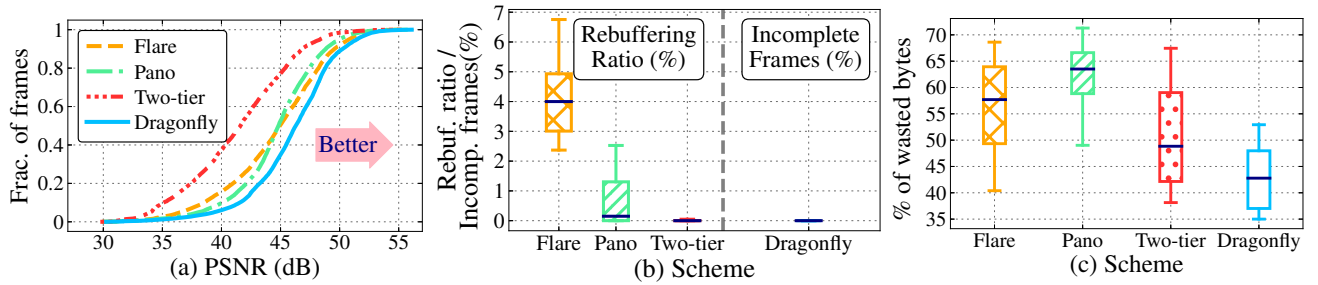 Frac. of frames
1
0.8
0.6
0.4
0.2
0
Flare
Pano
Two-tier
Dragonfly
Better
30
35
40
45
50
55
(a) PSNR (dB)
Rebuf. ratio /
Incomp. frames(%)
7
6
5
4
3
2
1
0
Rebuffering
Ratio (%)
Incomplete
Frames (%)
Flare
Pano
Two-tier
Dragonfly
(b) Scheme
% of wasted bytes
70
65
60
55
50
45
40
35
Flare
Pano
Two-tier
Dragonfly
(c) Scheme